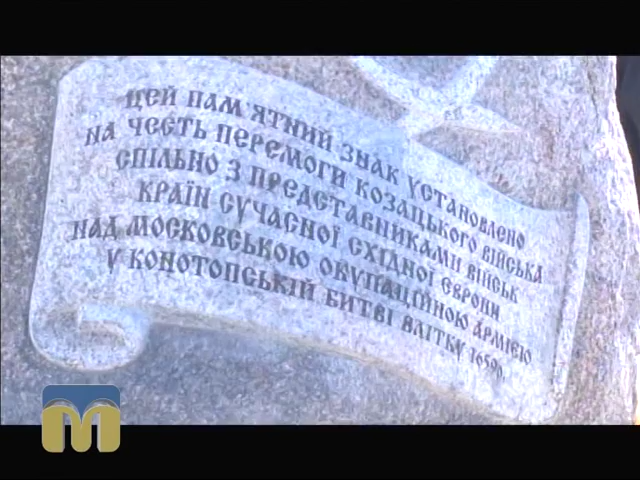 ЦЕЙ ПАМ ЯТНИЙ ЗНАК УСТАНОВЛЕНО
НА ЧЕСТЬ ПЕРЕМОГИ КОЗАЦЬКОГО ВІЙСЬКА
СПІЛЬНО З ПРЕДСТАВНИКАМИ ВІЙСЬК
КРАЇН СУЧАСНОЇ СХІДНОЇ ЄВРОПИ
НАД МОСКОВСЬКОЮ ОКУПАЦІЙНОЮ АРМІЄЮ
У КОНОТОПСЬКІЙ БИТВІ ВЛІТКУ 1659р.
М